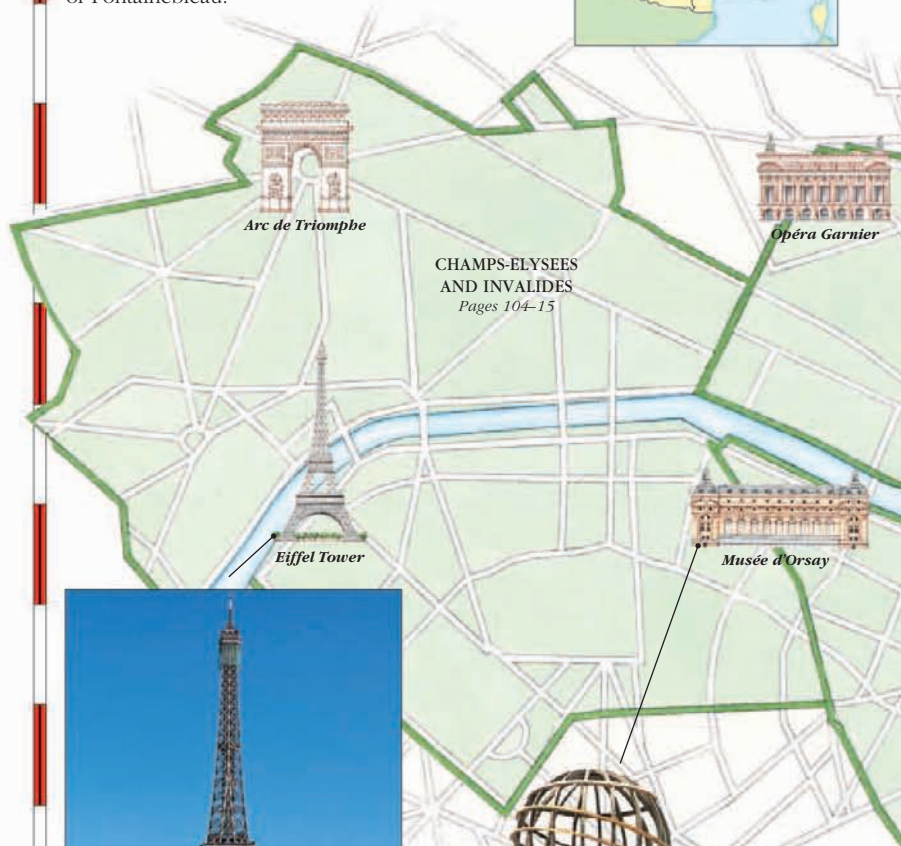 of Fontainebleau.
Arc de Triomphe
Opéra Garnier
CHAMPS-ELYSEES
AND INVALIDES
Pages 104–15
Eiffel Tower
Musée d'Orsay